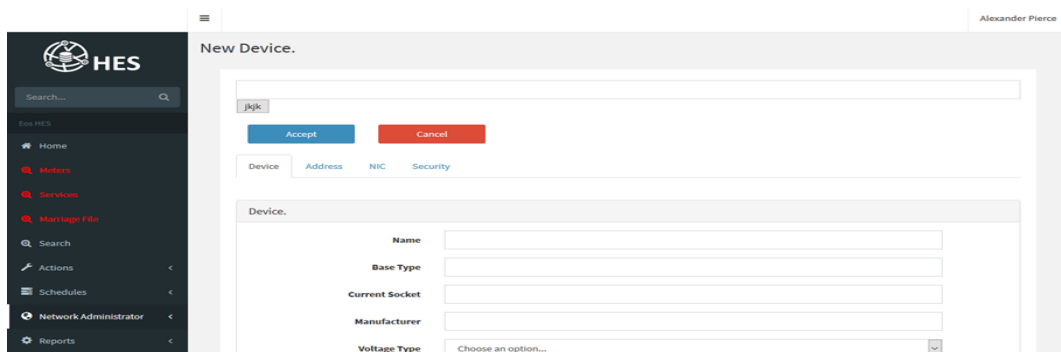 Alexander Pierce
HES
New Device.
Search...
jkjk
Eos HES
Accept
Cancel
Home
Meters
Services
Marriage File
Search
Actions
Schedules
Network Administrator
Reports
Device
Address
NIC
Security
Device.
Name
Base Type
Current Socket
Manufacturer
Voltage Type
Choose an option...